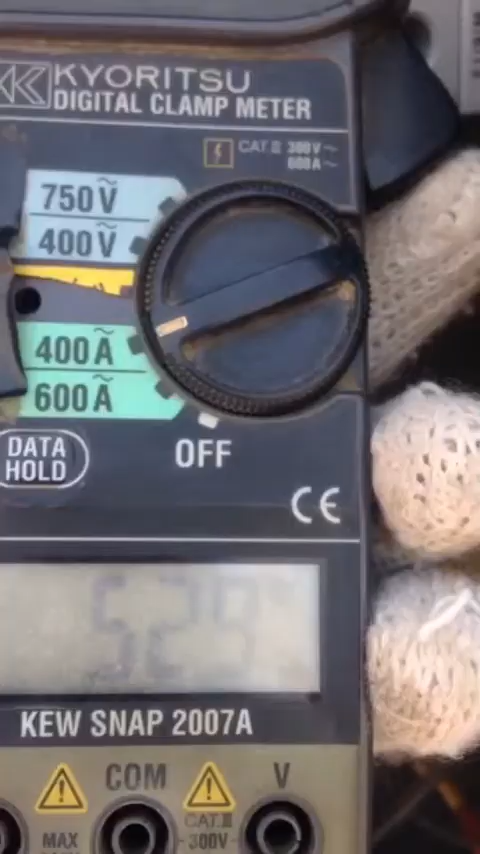 KYORITSU
DIGITAL CLAMP METER
CAT.Ⅲ 300V~
600A~
750V~
400V~
400A~
600A~
OFF
DATA
HOLD
CE
KEW SNAP 2007A
COM
V
CAT.Ⅲ
300V
MAX